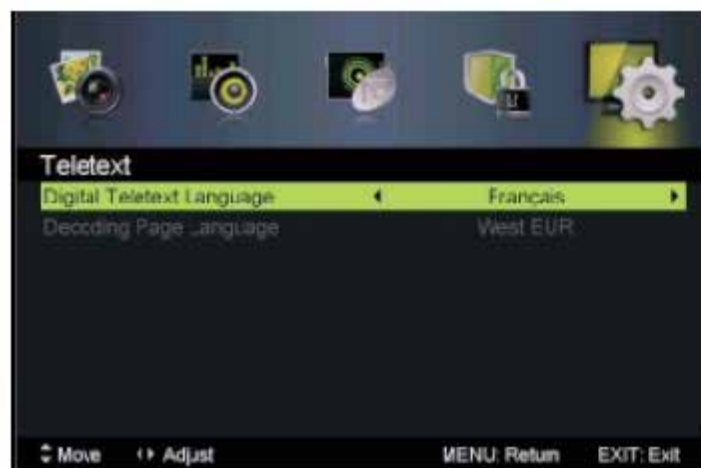 Teletext
Digital Teletext Language Français
Decoding Page Language West EUR
Move Adjust MENU: Return EXIT: Exit